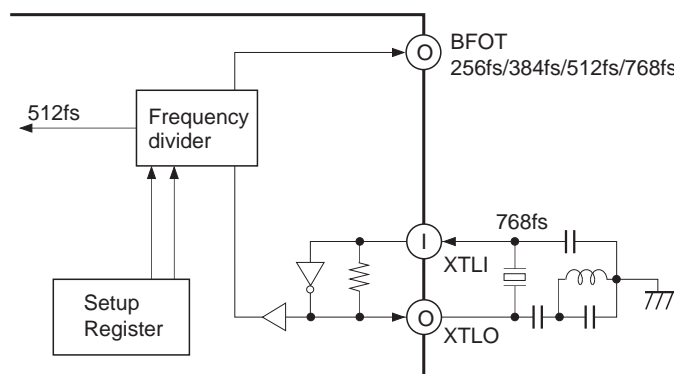 O
BFOT
256fs/384fs/512fs/768fs
512fs
Frequency
divider
I
768fs
XTLI
Setup
Register
O
XTLO